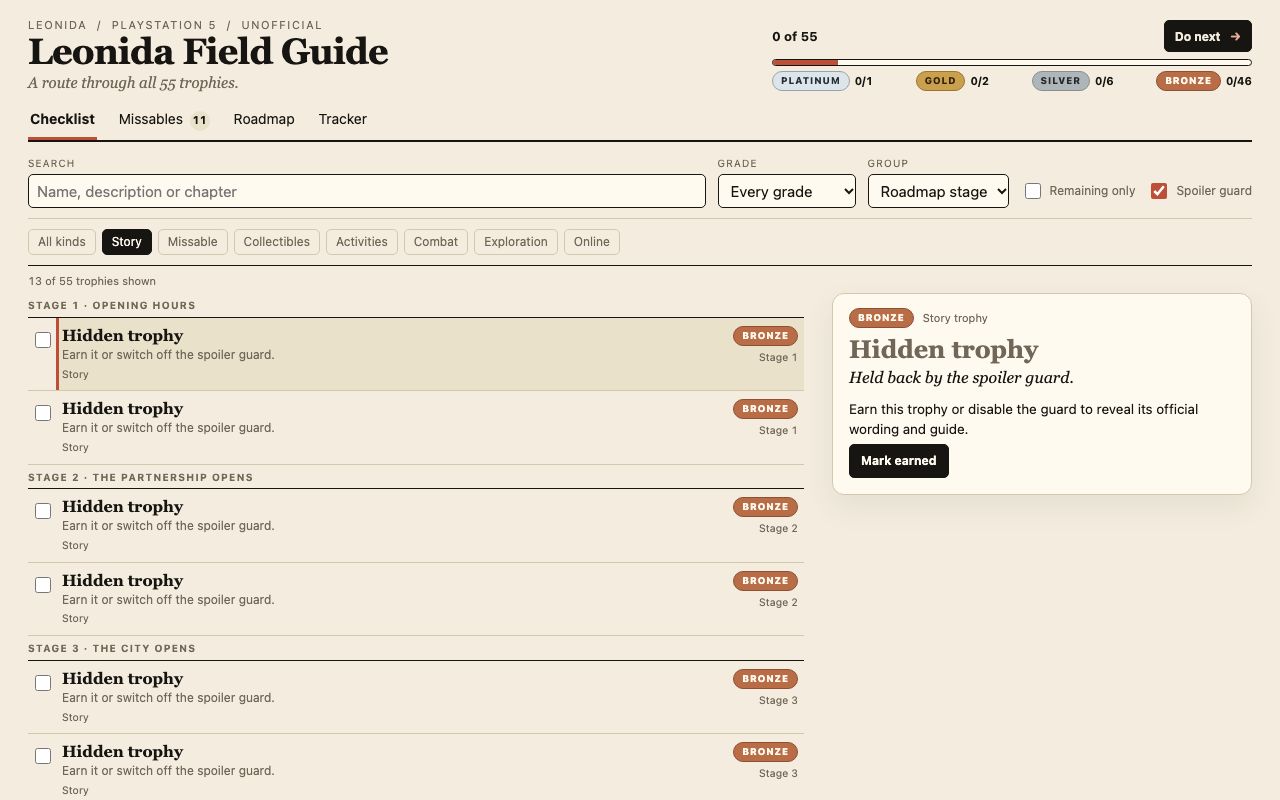 LEONIDA / PLAYSTATION 5 / UNOFFICIAL
Leonida Field Guide
A route through all 55 trophies.
0 of 55
Do next →
PLATINUM 0/1
GOLD 0/2
SILVER 0/6
BRONZE 0/46
Checklist
Missables 11
Roadmap
Tracker
SEARCH
Name, description or chapter
GRADE
Every grade
GROUP
Roadmap stage
Remaining only
Spoiler guard
All kinds
Story
Missable
Collectibles
Activities
Combat
Exploration
Online
13 of 55 trophies shown
STAGE 1 · OPENING HOURS
Hidden trophy
Earn it or switch off the spoiler guard.
Story
BRONZE
Stage 1
Hidden trophy
Earn it or switch off the spoiler guard.
Story
BRONZE
Stage 1
STAGE 2 · THE PARTNERSHIP OPENS
Hidden trophy
Earn it or switch off the spoiler guard.
Story
BRONZE
Stage 2
Hidden trophy
Earn it or switch off the spoiler guard.
Story
BRONZE
Stage 2
STAGE 3 · THE CITY OPENS
Hidden trophy
Earn it or switch off the spoiler guard.
Story
BRONZE
Stage 3
Hidden trophy
Earn it or switch off the spoiler guard.
Story
BRONZE
Stage 3
BRONZE Story trophy
Hidden trophy
Held back by the spoiler guard.
Earn this trophy or disable the guard to reveal its official
wording and guide.
Mark earned